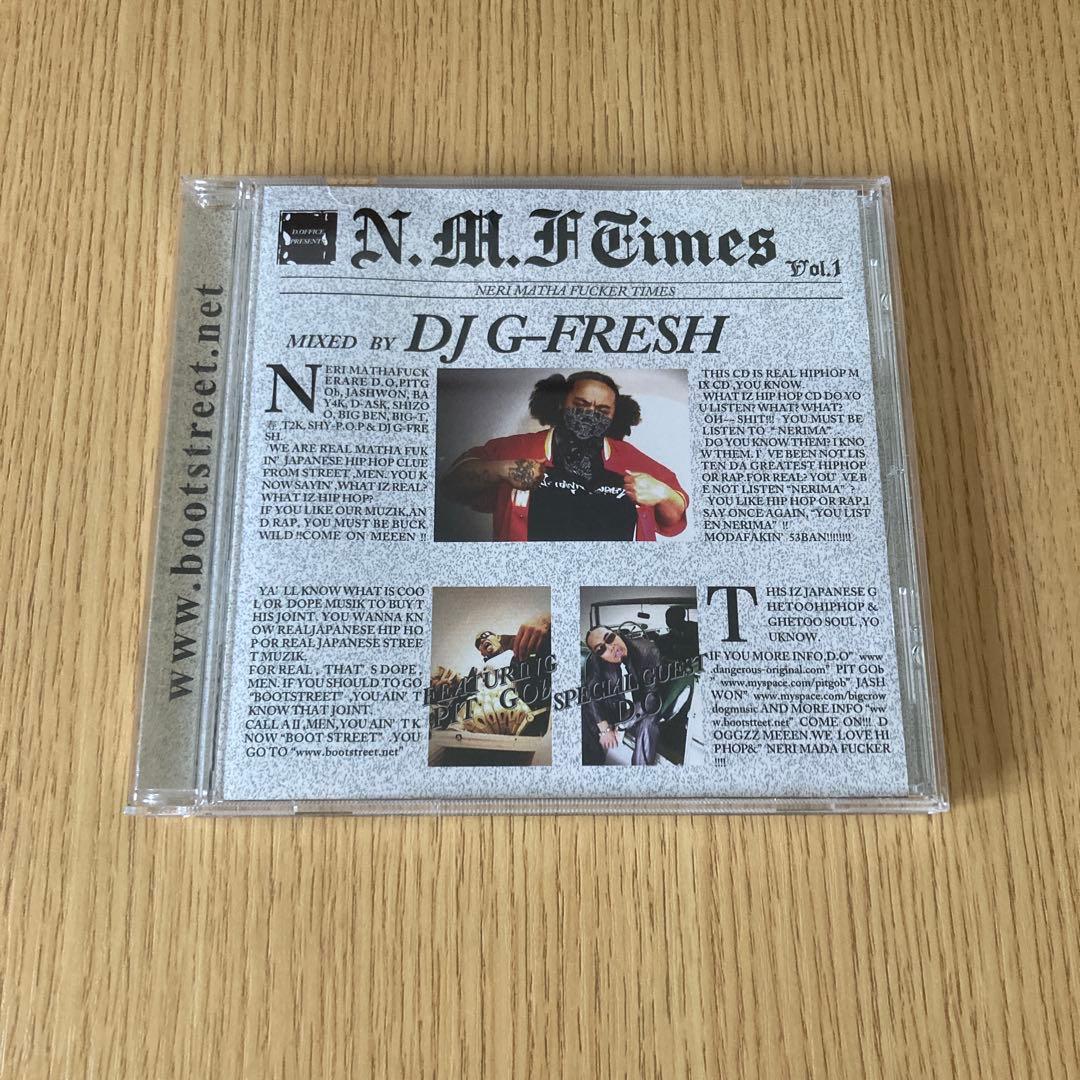 www.bootstreet.net
D.OFFICE
PRESENT
N.M.F Times
Vol.1
NERI MATHA FUCKER TIMES
MIXED BY DJ G-FRESH
NERI MATHAFUCK
ERARE D.O,PITG
Ob, JASHWON, BA
Y4K, D-ASK, SHIZO
O, BIG BEN, BIG-T,
T2K, SHY-P.O.P & DJ G-FRE
SH.
WE ARE REAL MATHA FUK
IN' JAPANESE HIP HOP CLUE
FROM STREET ,MEN. YOU K
NOW SAYIN',WHAT IZ REAL?
WHAT IZ HIP HOP?
IF YOU LIKE OUR MUZIK,AN
D RAP, YOU MUST BE BUCK
WILD !!COME ON MEEEN !!
THIS CD IS REAL HIPHOP M
IX CD ,YOU KNOW.
WHAT IZ HIP HOP CD DO YO
U LISTEN? WHAT? WHAT?
OH-- SHIT!!! YOU MUST BE
LISTEN TO "NERIMA"
DO YOU KNOW THEM? I KNO
W THEM. I'VE BEEN NOT LIS
TEN DA GREATEST HIPHOP
OR RAP. FOR REAL? YOU'VE B
E NOT LISTEN "NERIMA" ?
YOU LIKE HIP HOP OR RAP,I
SAY ONCE AGAIN, "YOU LIST
EN NERIMA" !!
MODAFAKIN' 53BAN!!!!!!!!
YA'LL KNOW WHAT IS COO
L OR DOPE MUSIK TO BUY T
HIS JOINT. YOU WANNA KN
OW REALJAPANESE HIP HO
P OR REAL JAPANESE STREE
T MUZIK.
FOR REAL , THAT'S DOPE ,
MEN. IF YOU SHOULD TO GO
"BOOTSTREET" ,YOU AIN'T
KNOW THAT JOINT.
CALL A II ,MEN,YOU AIN'T K
NOW "BOOT STREET" .YOU
GO TO "www.bootstreet.net"
FEATURING
PIT GOb
SPECIAL GUEST
D.O
THIS IZ JAPANESE G
HETOOHIPHOP &
GHETOO SOUL ,YO
UKNOW.
IF YOU MORE INFO,D.O" www
.dangerous-original.com" PIT GOb
"www.myspace.com/pitgob" JASH
WON" www.myspace.com/bigcrow
dogmusic AND MORE INFO "ww
w.bootstteet.net" COME ON!!! D
OGGZZ MEEEN.WE LOVE HI
PHOP&" NERI MADA FUCKER
!!!!